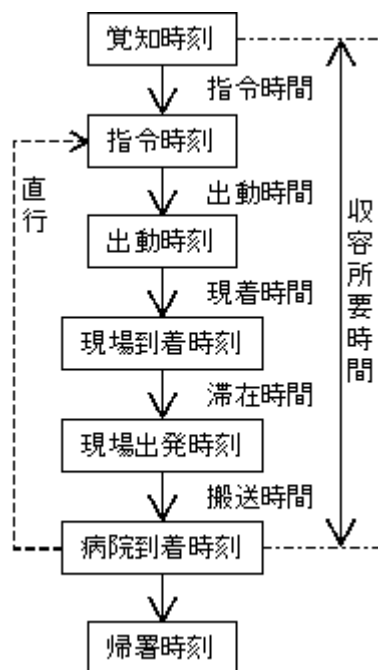 覚知時刻
指令時間
指令時刻
出動時間
出動時刻
現着時間
現場到着時刻
滞在時間
現場出発時刻
搬送時間
病院到着時刻
帰署時刻
直行
収容所要時間